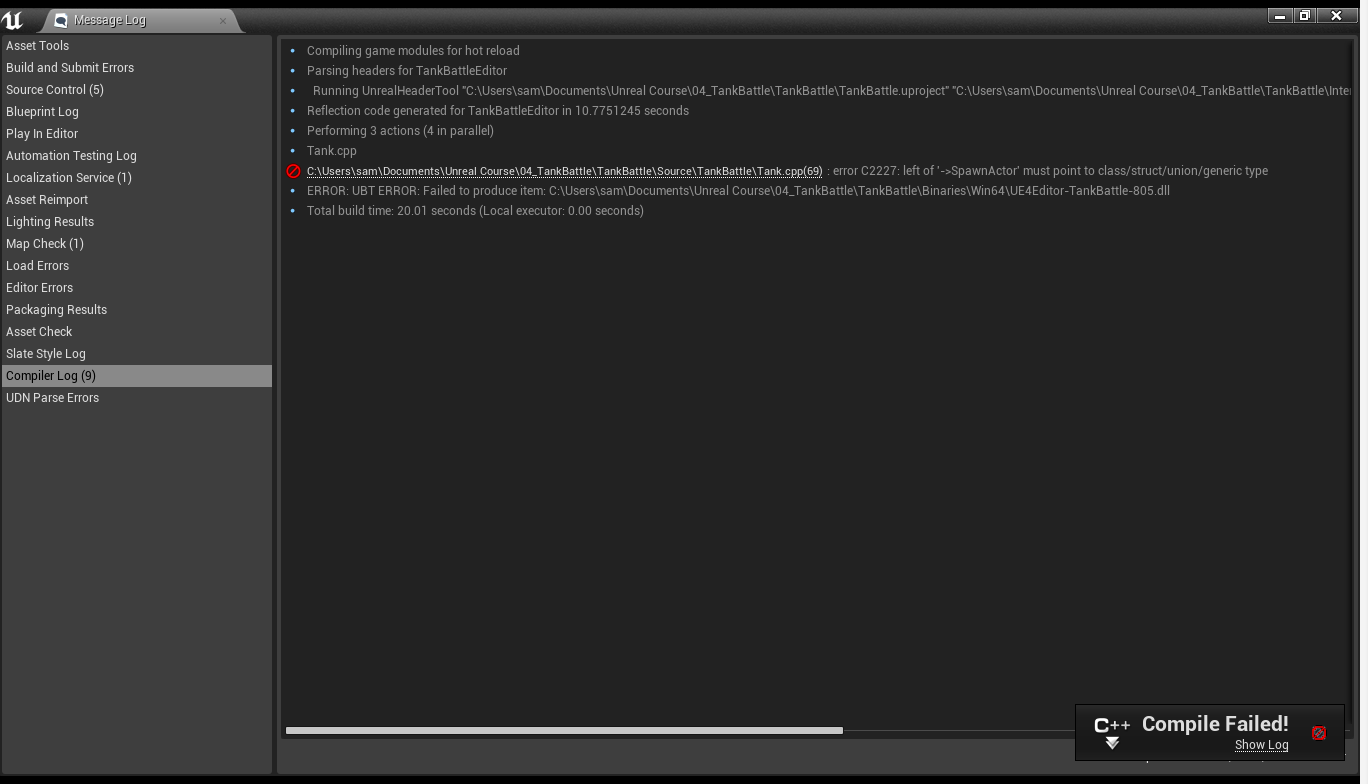 Message Log
Asset Tools
Build and Submit Errors
Source Control (5)
Blueprint Log
Play In Editor
Automation Testing Log
Localization Service (1)
Asset Reimport
Lighting Results
Map Check (1)
Load Errors
Editor Errors
Packaging Results
Asset Check
Slate Style Log
Compiler Log (9)
UDN Parse Errors
Compiling game modules for hot reload
Parsing headers for TankBattleEditor
Running UnrealHeaderTool "C:\Users\sam\Documents\Unreal Course\04_TankBattle\TankBattle\TankBattle.uproject" "C:\Users\sam\Documents\Unreal Course\04_TankBattle\TankBattle\Inter
Reflection code generated for TankBattleEditor in 10.7751245 seconds
Performing 3 actions (4 in parallel)
Tank.cpp
C:\Users\sam\Documents\Unreal Course\04_TankBattle\TankBattle\Source\TankBattle\Tank.cpp(69) : error C2227: left of '->SpawnActor' must point to class/struct/union/generic type
ERROR: UBT ERROR: Failed to produce item: C:\Users\sam\Documents\Unreal Course\04_TankBattle\TankBattle\Binaries\Win64\UE4Editor-TankBattle-805.dll
Total build time: 20.01 seconds (Local executor: 0.00 seconds)
C++ Compile Failed!
Show Log